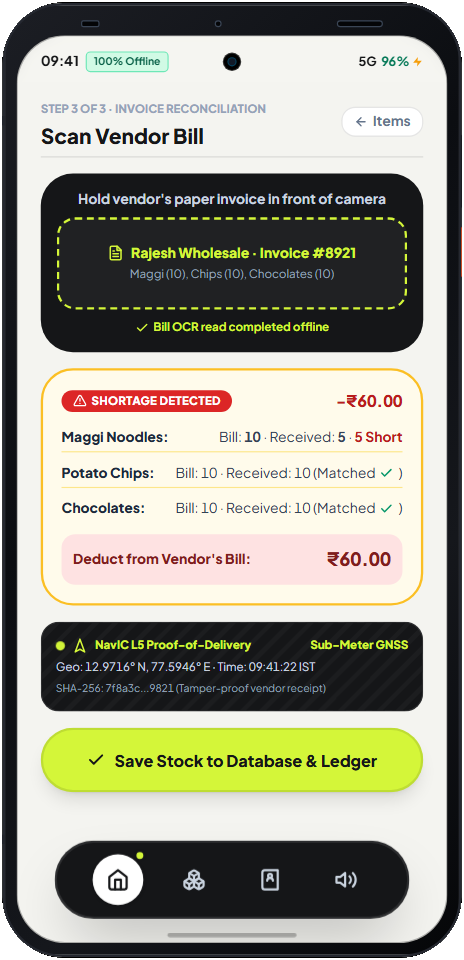 09:41 100% Offline 5G 96%
STEP 3 OF 3 · INVOICE RECONCILIATION
Scan Vendor Bill
← Items
Hold vendor's paper invoice in front of camera
Rajesh Wholesale · Invoice #8921
Maggi (10), Chips (10), Chocolates (10)
✓ Bill OCR read completed offline
SHORTAGE DETECTED -₹60.00
Maggi Noodles: Bill: 10 · Received: 5 · 5 Short
Potato Chips: Bill: 10 · Received: 10 (Matched ✓ )
Chocolates: Bill: 10 · Received: 10 (Matched ✓ )
Deduct from Vendor's Bill: ₹60.00
NavIC L5 Proof-of-Delivery Sub-Meter GNSS
Geo: 12.9716° N, 77.5946° E · Time: 09:41:22 IST
SHA-256: 7f8a3c...9821 (Tamper-proof vendor receipt)
✓ Save Stock to Database & Ledger